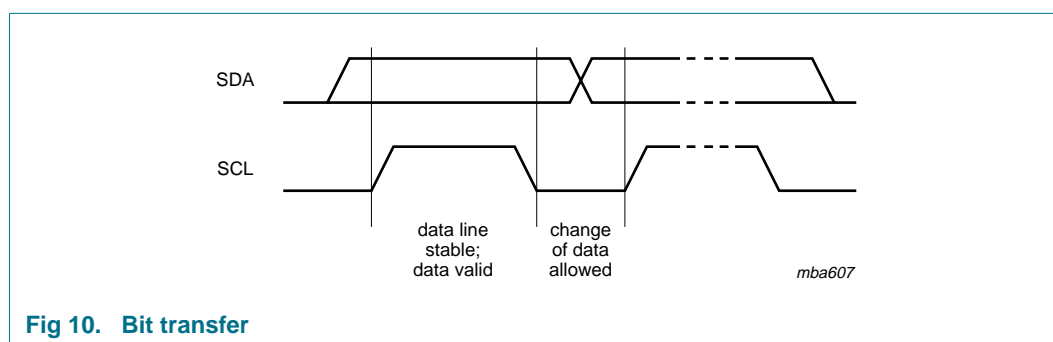 SDA
SCL
data line
stable;
data valid
change
of data
allowed
mba607
Fig 10. Bit transfer